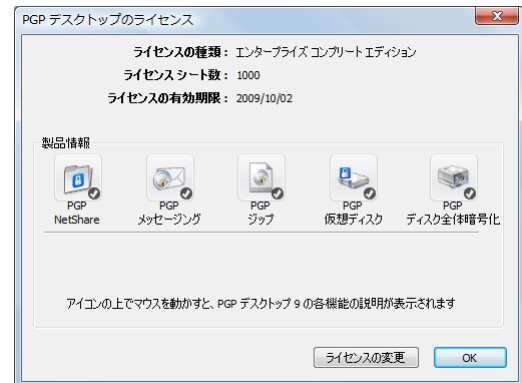 PGP デスクトップのライセンス
ライセンスの種類： エンタープライズ コンプリート エディション
ライセンス シート数： 1000
ライセンスの有効期限： 2009/10/02
製品情報
PGP NetShare
PGP メッセージング
PGP ジップ
PGP 仮想ディスク
PGP ディスク全体暗号化
アイコンの上でマウスを動かすと、PGP デスクトップ 9 の各機能の説明が表示されます
ライセンスの変更
OK